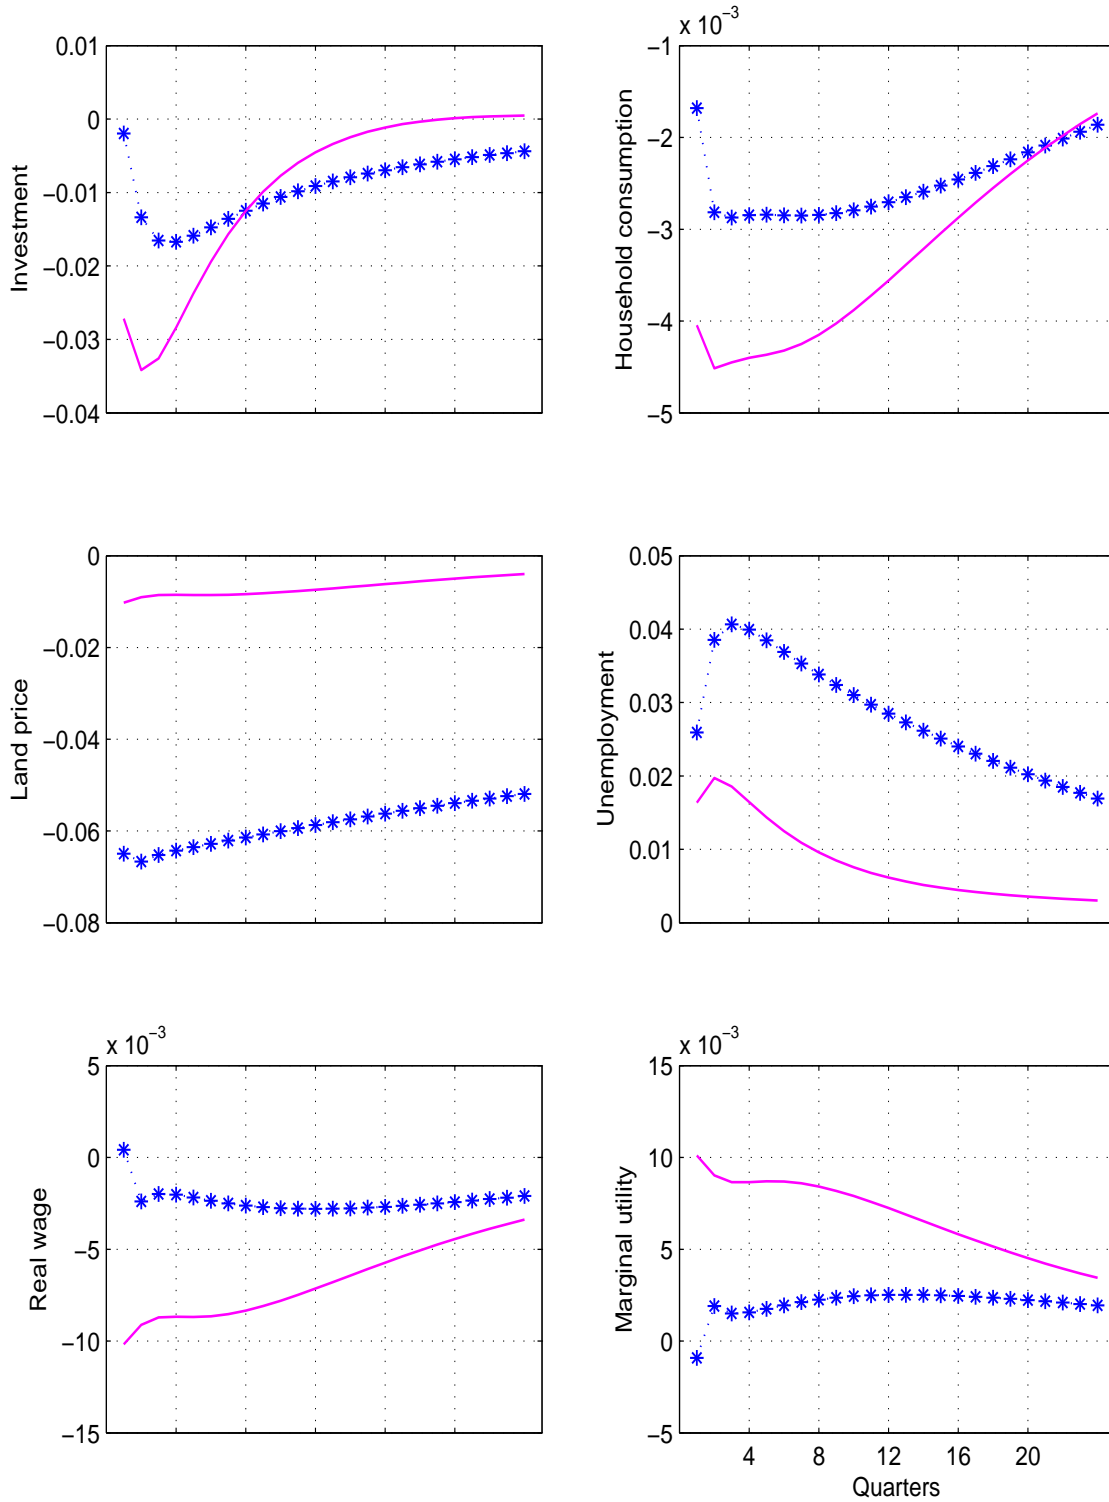 0.01
0
−0.01
−0.02
−0.03
−0.04
Investment
x 10−3
−1
−2
−3
−4
−5
Household consumption
0
−0.02
−0.04
−0.06
−0.08
Land price
0.05
0.04
0.03
0.02
0.01
0
Unemployment
x 10−3
5
0
−5
−10
−15
Real wage
x 10−3
15
10
5
0
−5
Marginal utility
4 8 12 16 20
Quarters